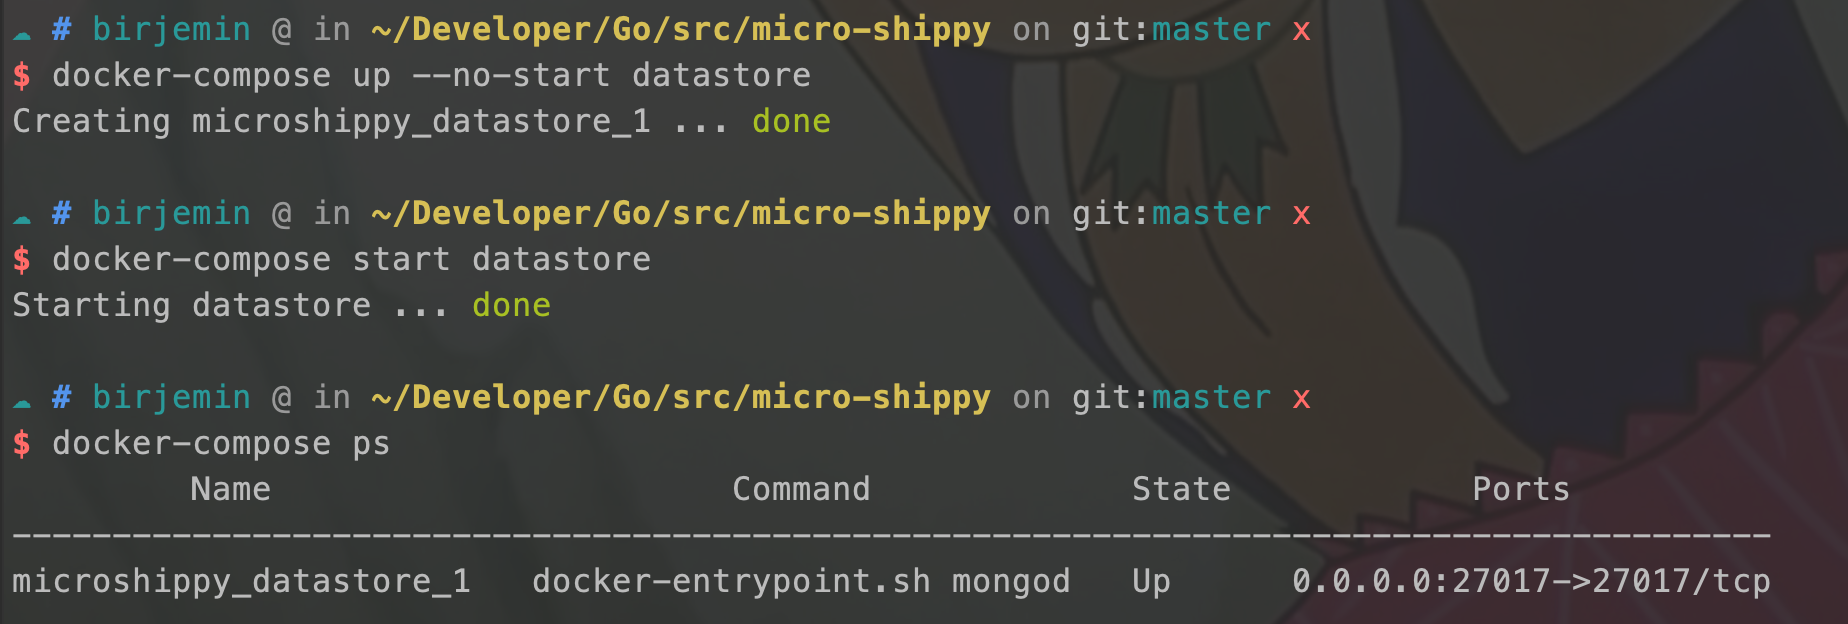 ☁ # birjemin @ in ~/Developer/Go/src/micro-shippy on git:master x
$ docker-compose up --no-start datastore
Creating microshippy_datastore_1 ... done
☁ # birjemin @ in ~/Developer/Go/src/micro-shippy on git:master x
$ docker-compose start datastore
Starting datastore ... done
☁ # birjemin @ in ~/Developer/Go/src/micro-shippy on git:master x
$ docker-compose ps
Name Command State Ports
----------------------------------------------------------------------------------------
microshippy_datastore_1 docker-entrypoint.sh mongod Up 0.0.0.0:27017->27017/tcp